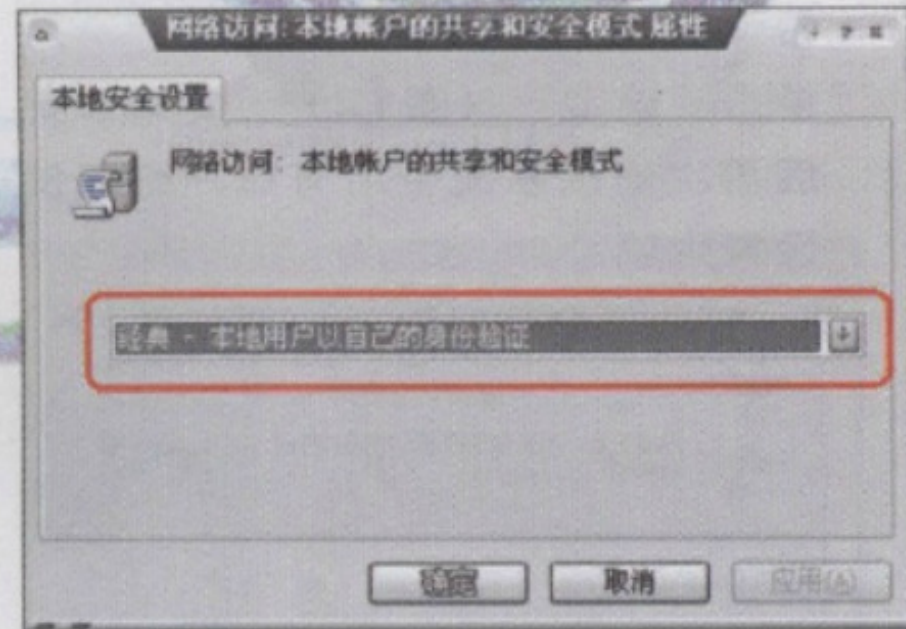 网络访问:本地帐户的共享和安全模式 属性
本地安全设置
网络访问: 本地帐户的共享和安全模式
经典 - 本地用户以自己的身份验证
确定
取消
应用(A)